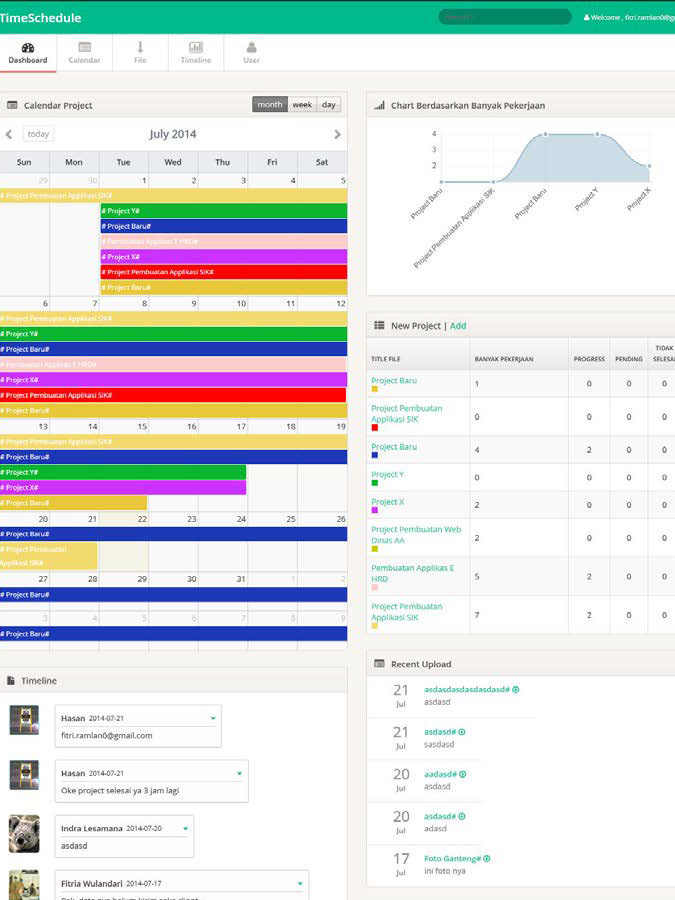 TimeSchedule
Welcome , fitri.ramlan0@g
Dashboard
Calendar
File
Timeline
User
Calendar Project
month week day
today
July 2014
Sun Mon Tue Wed Thu Fri Sat
29 30 1 2 3 4 5
# Project Pembuatan Applikasi SIK#
# Project Y#
# Project Baru#
# Pembuatan Applikas E HRD#
# Project X#
# Project Pembuatan Applikasi SIK#
# Project Baru#
6 7 8 9 10 11 12
# Project Pembuatan Applikasi SIK#
# Project Y#
# Project Baru#
# Pembuatan Applikas E HRD#
# Project X#
# Project Pembuatan Applikasi SIK#
# Project Baru#
13 14 15 16 17 18 19
# Project Pembuatan Applikasi SIK#
# Project Baru#
# Project Y#
# Project X#
# Project Baru#
20 21 22 23 24 25 26
# Project Baru#
# Project Pembuatan
Applikasi SIK#
27 28 29 30 31 1 2
# Project Baru#
3 4 5 6 7 8 9
# Project Baru#
Timeline
Hasan 2014-07-21
fitri.ramlan0@gmail.com
Hasan 2014-07-21
Oke project selesai ya 3 jam lagi
Indra Lesamana 2014-07-20
asdasd
Fitria Wulandari 2014-07-17
Chart Berdasarkan Banyak Pekerjaan
4
3
2
Project Baru
Project Pembuatan Applikasi SIK
Project Baru
Project Y
Project X
New Project | Add
TITLE FILE BANYAK PEKERJAAN PROGRESS PENDING TIDAK
SELESAI
Project Baru 1 0 0 0
Project Pembuatan
Applikasi SIK 0 0 0 0
Project Baru 4 2 0 0
Project Y 0 0 0 0
Project X 2 0 0 0
Project Pembuatan Web
Dinas AA 2 0 0 0
Pembuatan Applikas E
HRD 5 2 0 0
Project Pembuatan
Applikasi SIK 7 2 0 0
Recent Upload
21 Jul
asdasdasdasdasdasd#
asdasd
21 Jul
asdasd#
sasdasd
20 Jul
aadasd#
asdasd
20 Jul
asdasd#
adasd
17 Jul
Foto Ganteng#
ini foto nya